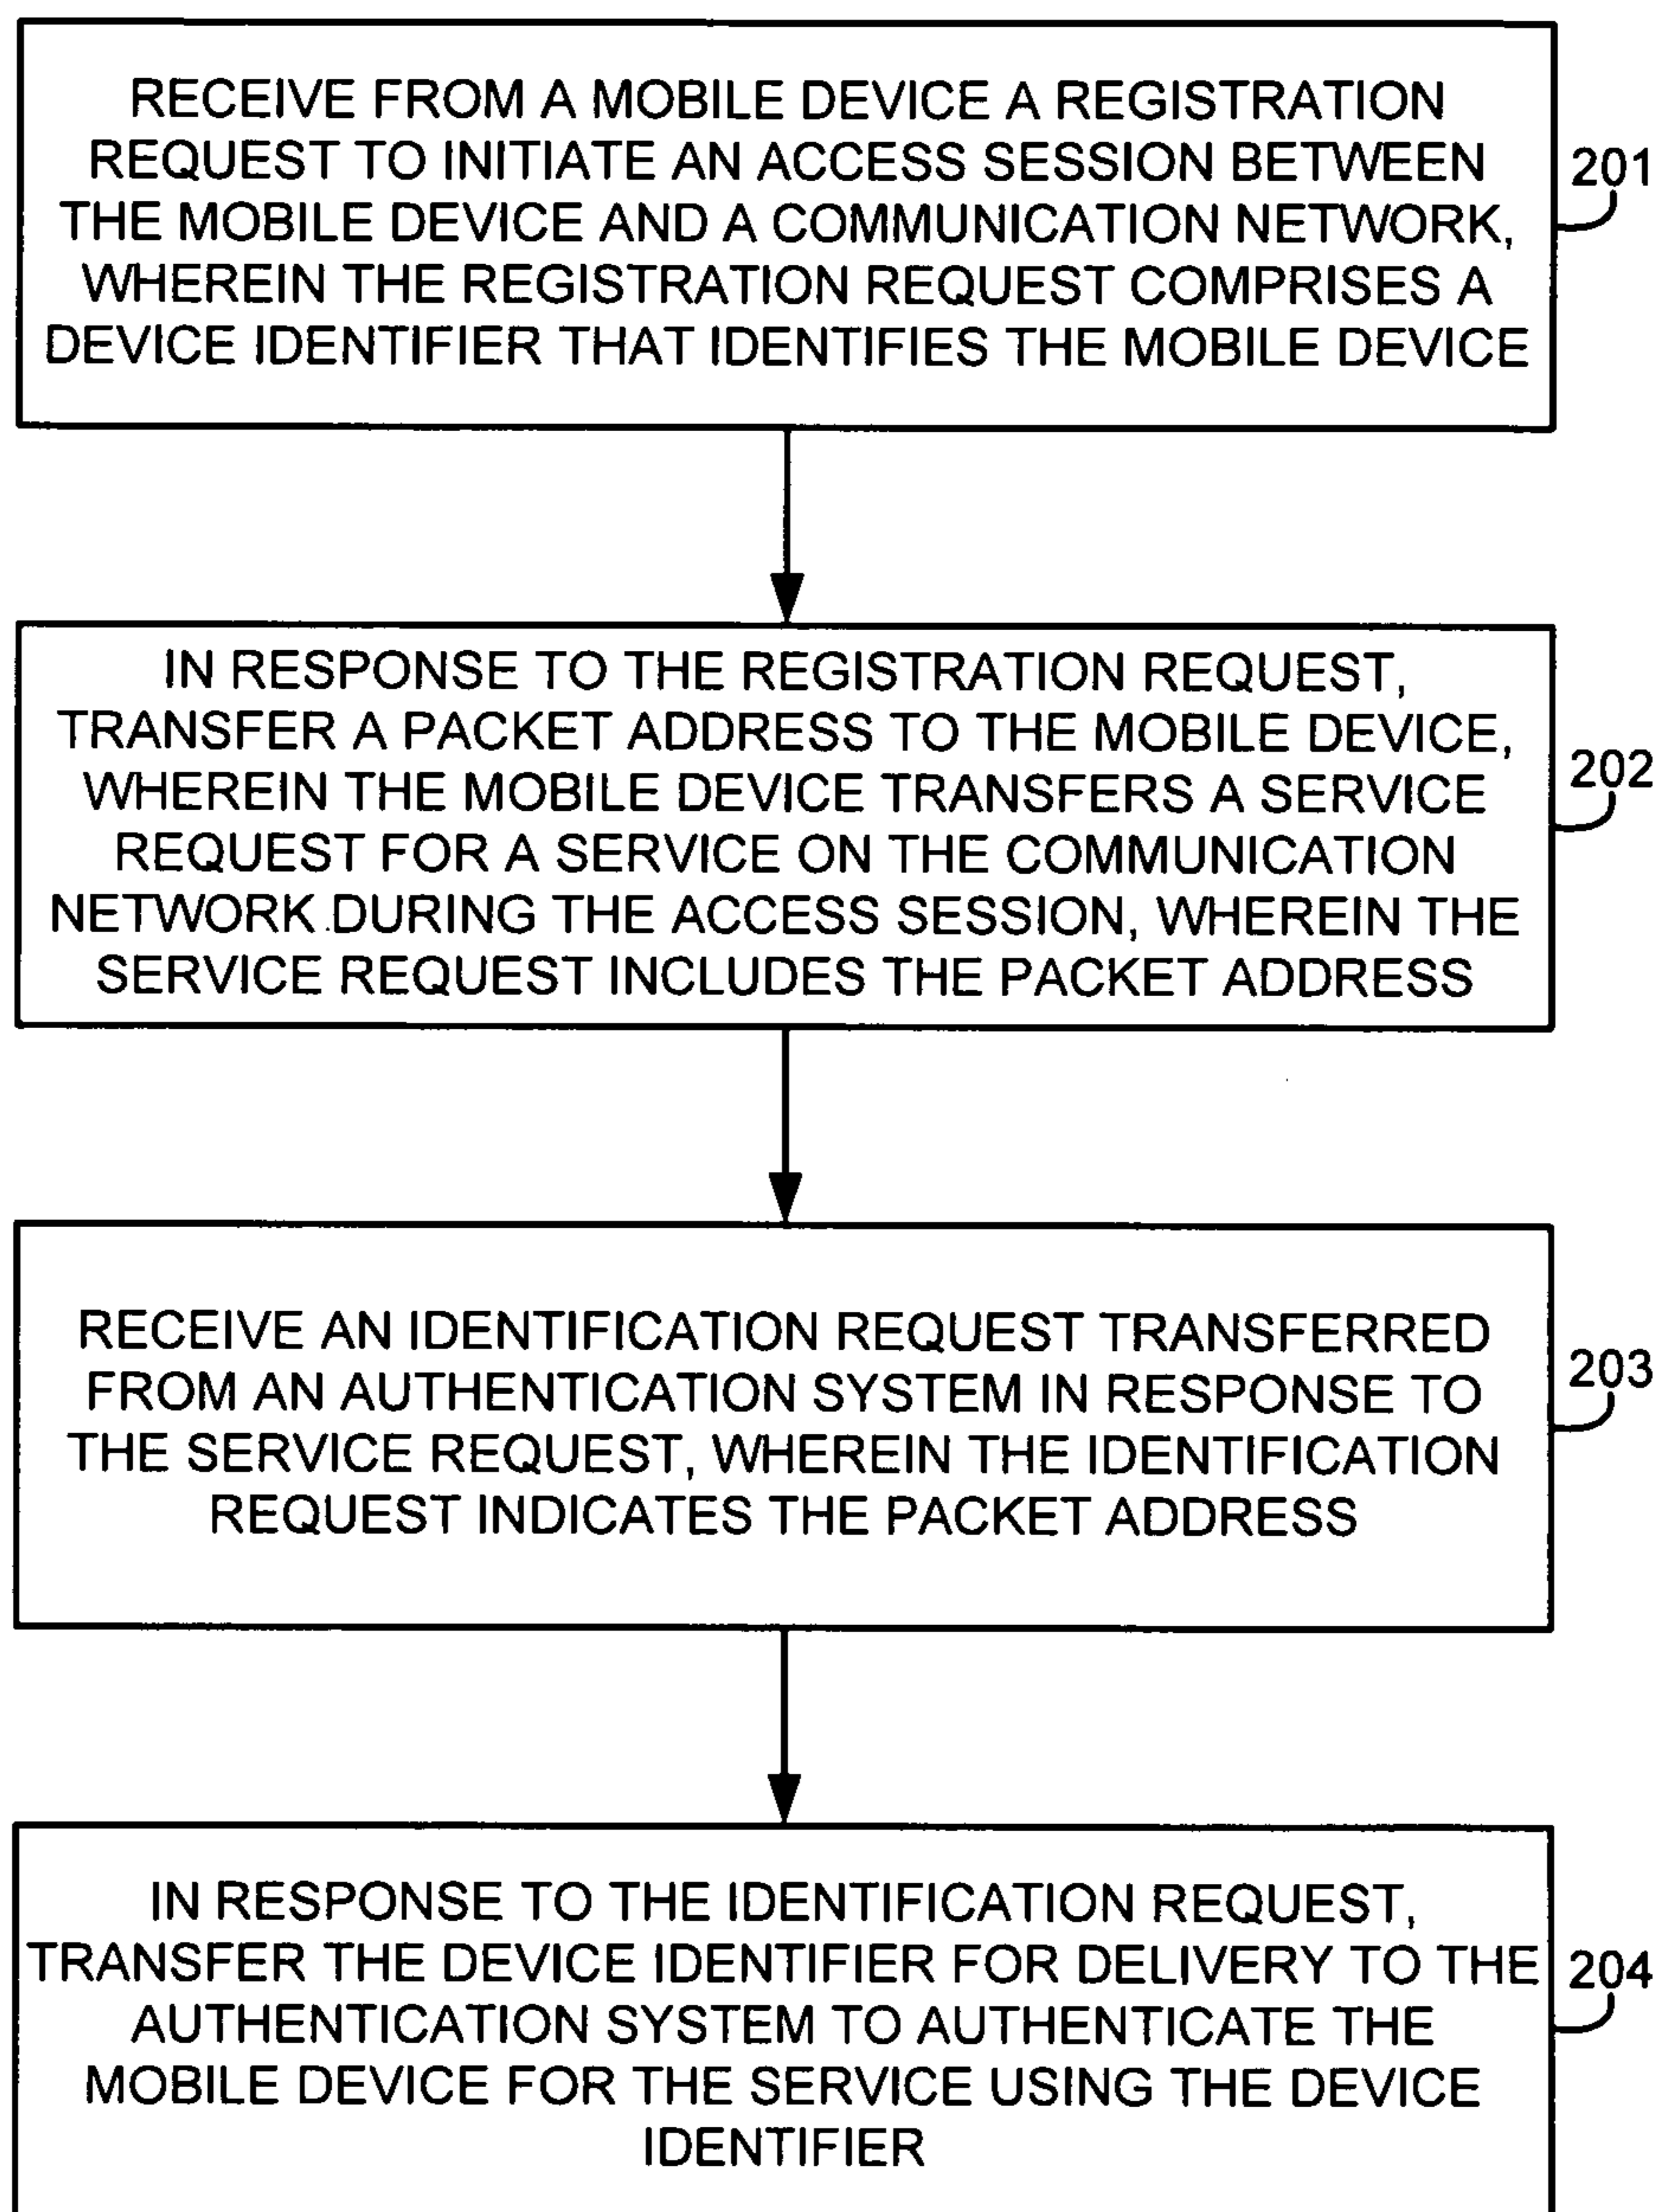 RECEIVE FROM A MOBILE DEVICE A REGISTRATION
REQUEST TO INITIATE AN ACCESS SESSION BETWEEN
THE MOBILE DEVICE AND A COMMUNICATION NETWORK,
WHEREIN THE REGISTRATION REQUEST COMPRISES A
DEVICE IDENTIFIER THAT IDENTIFIES THE MOBILE DEVICE
201
IN RESPONSE TO THE REGISTRATION REQUEST,
TRANSFER A PACKET ADDRESS TO THE MOBILE DEVICE,
WHEREIN THE MOBILE DEVICE TRANSFERS A SERVICE
REQUEST FOR A SERVICE ON THE COMMUNICATION
NETWORK DURING THE ACCESS SESSION, WHEREIN THE
SERVICE REQUEST INCLUDES THE PACKET ADDRESS
202
RECEIVE AN IDENTIFICATION REQUEST TRANSFERRED
FROM AN AUTHENTICATION SYSTEM IN RESPONSE TO
THE SERVICE REQUEST, WHEREIN THE IDENTIFICATION
REQUEST INDICATES THE PACKET ADDRESS
203
IN RESPONSE TO THE IDENTIFICATION REQUEST,
TRANSFER THE DEVICE IDENTIFIER FOR DELIVERY TO THE
AUTHENTICATION SYSTEM TO AUTHENTICATE THE
MOBILE DEVICE FOR THE SERVICE USING THE DEVICE
IDENTIFIER
204